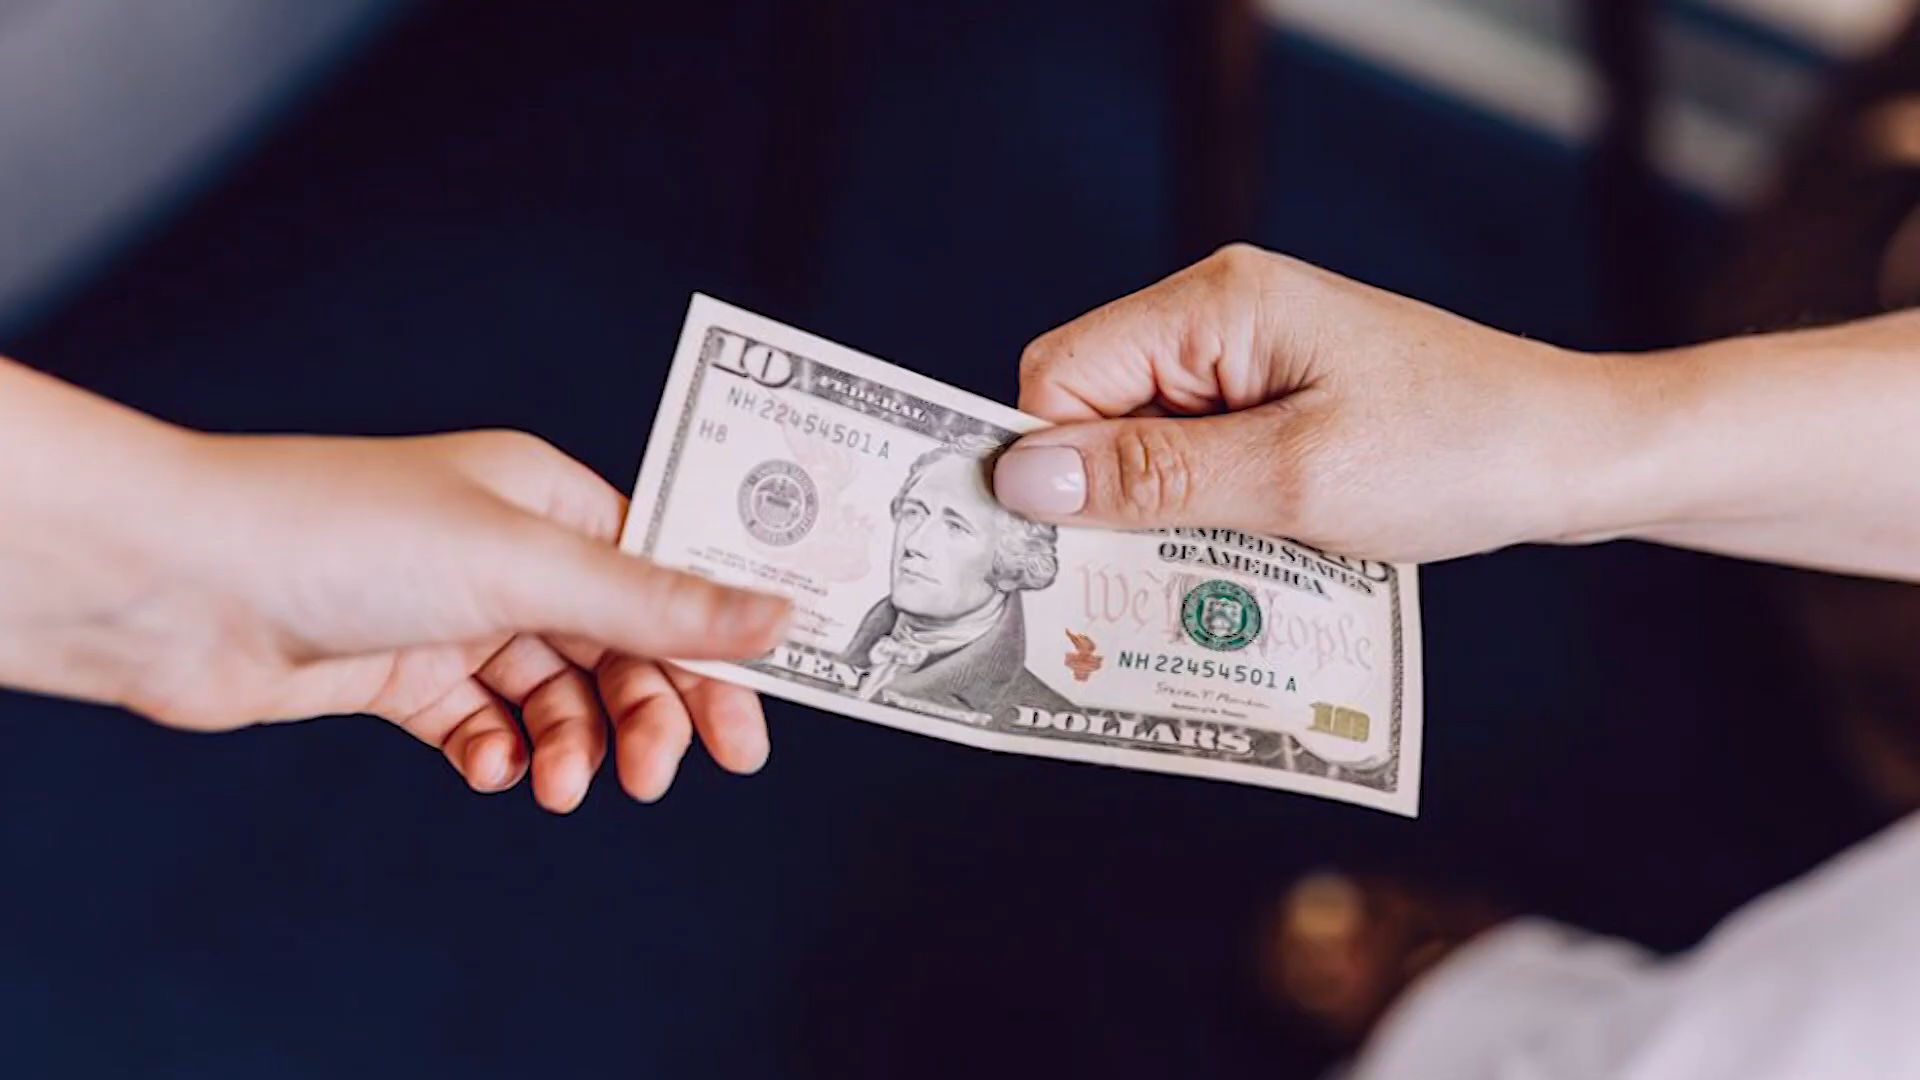 10
FEDERAL
NH 22454501 A
H8
UNITED STATES
OF AMERICA
We the People
NH 22454501 A
TEN
DOLLARS
10